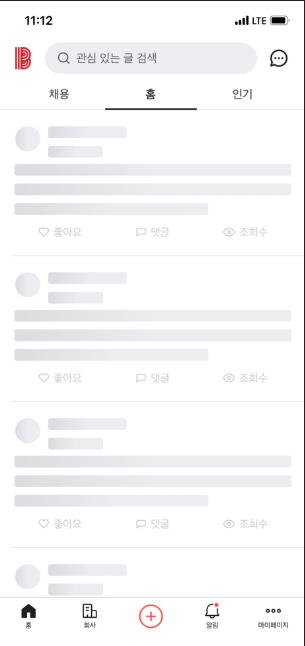 11:12 LTE
B 관심 있는 글 검색
채용 홈 인기
좋아요 댓글 조회수
좋아요 댓글 조회수
좋아요 댓글 조회수
홈 회사 알림 마이페이지